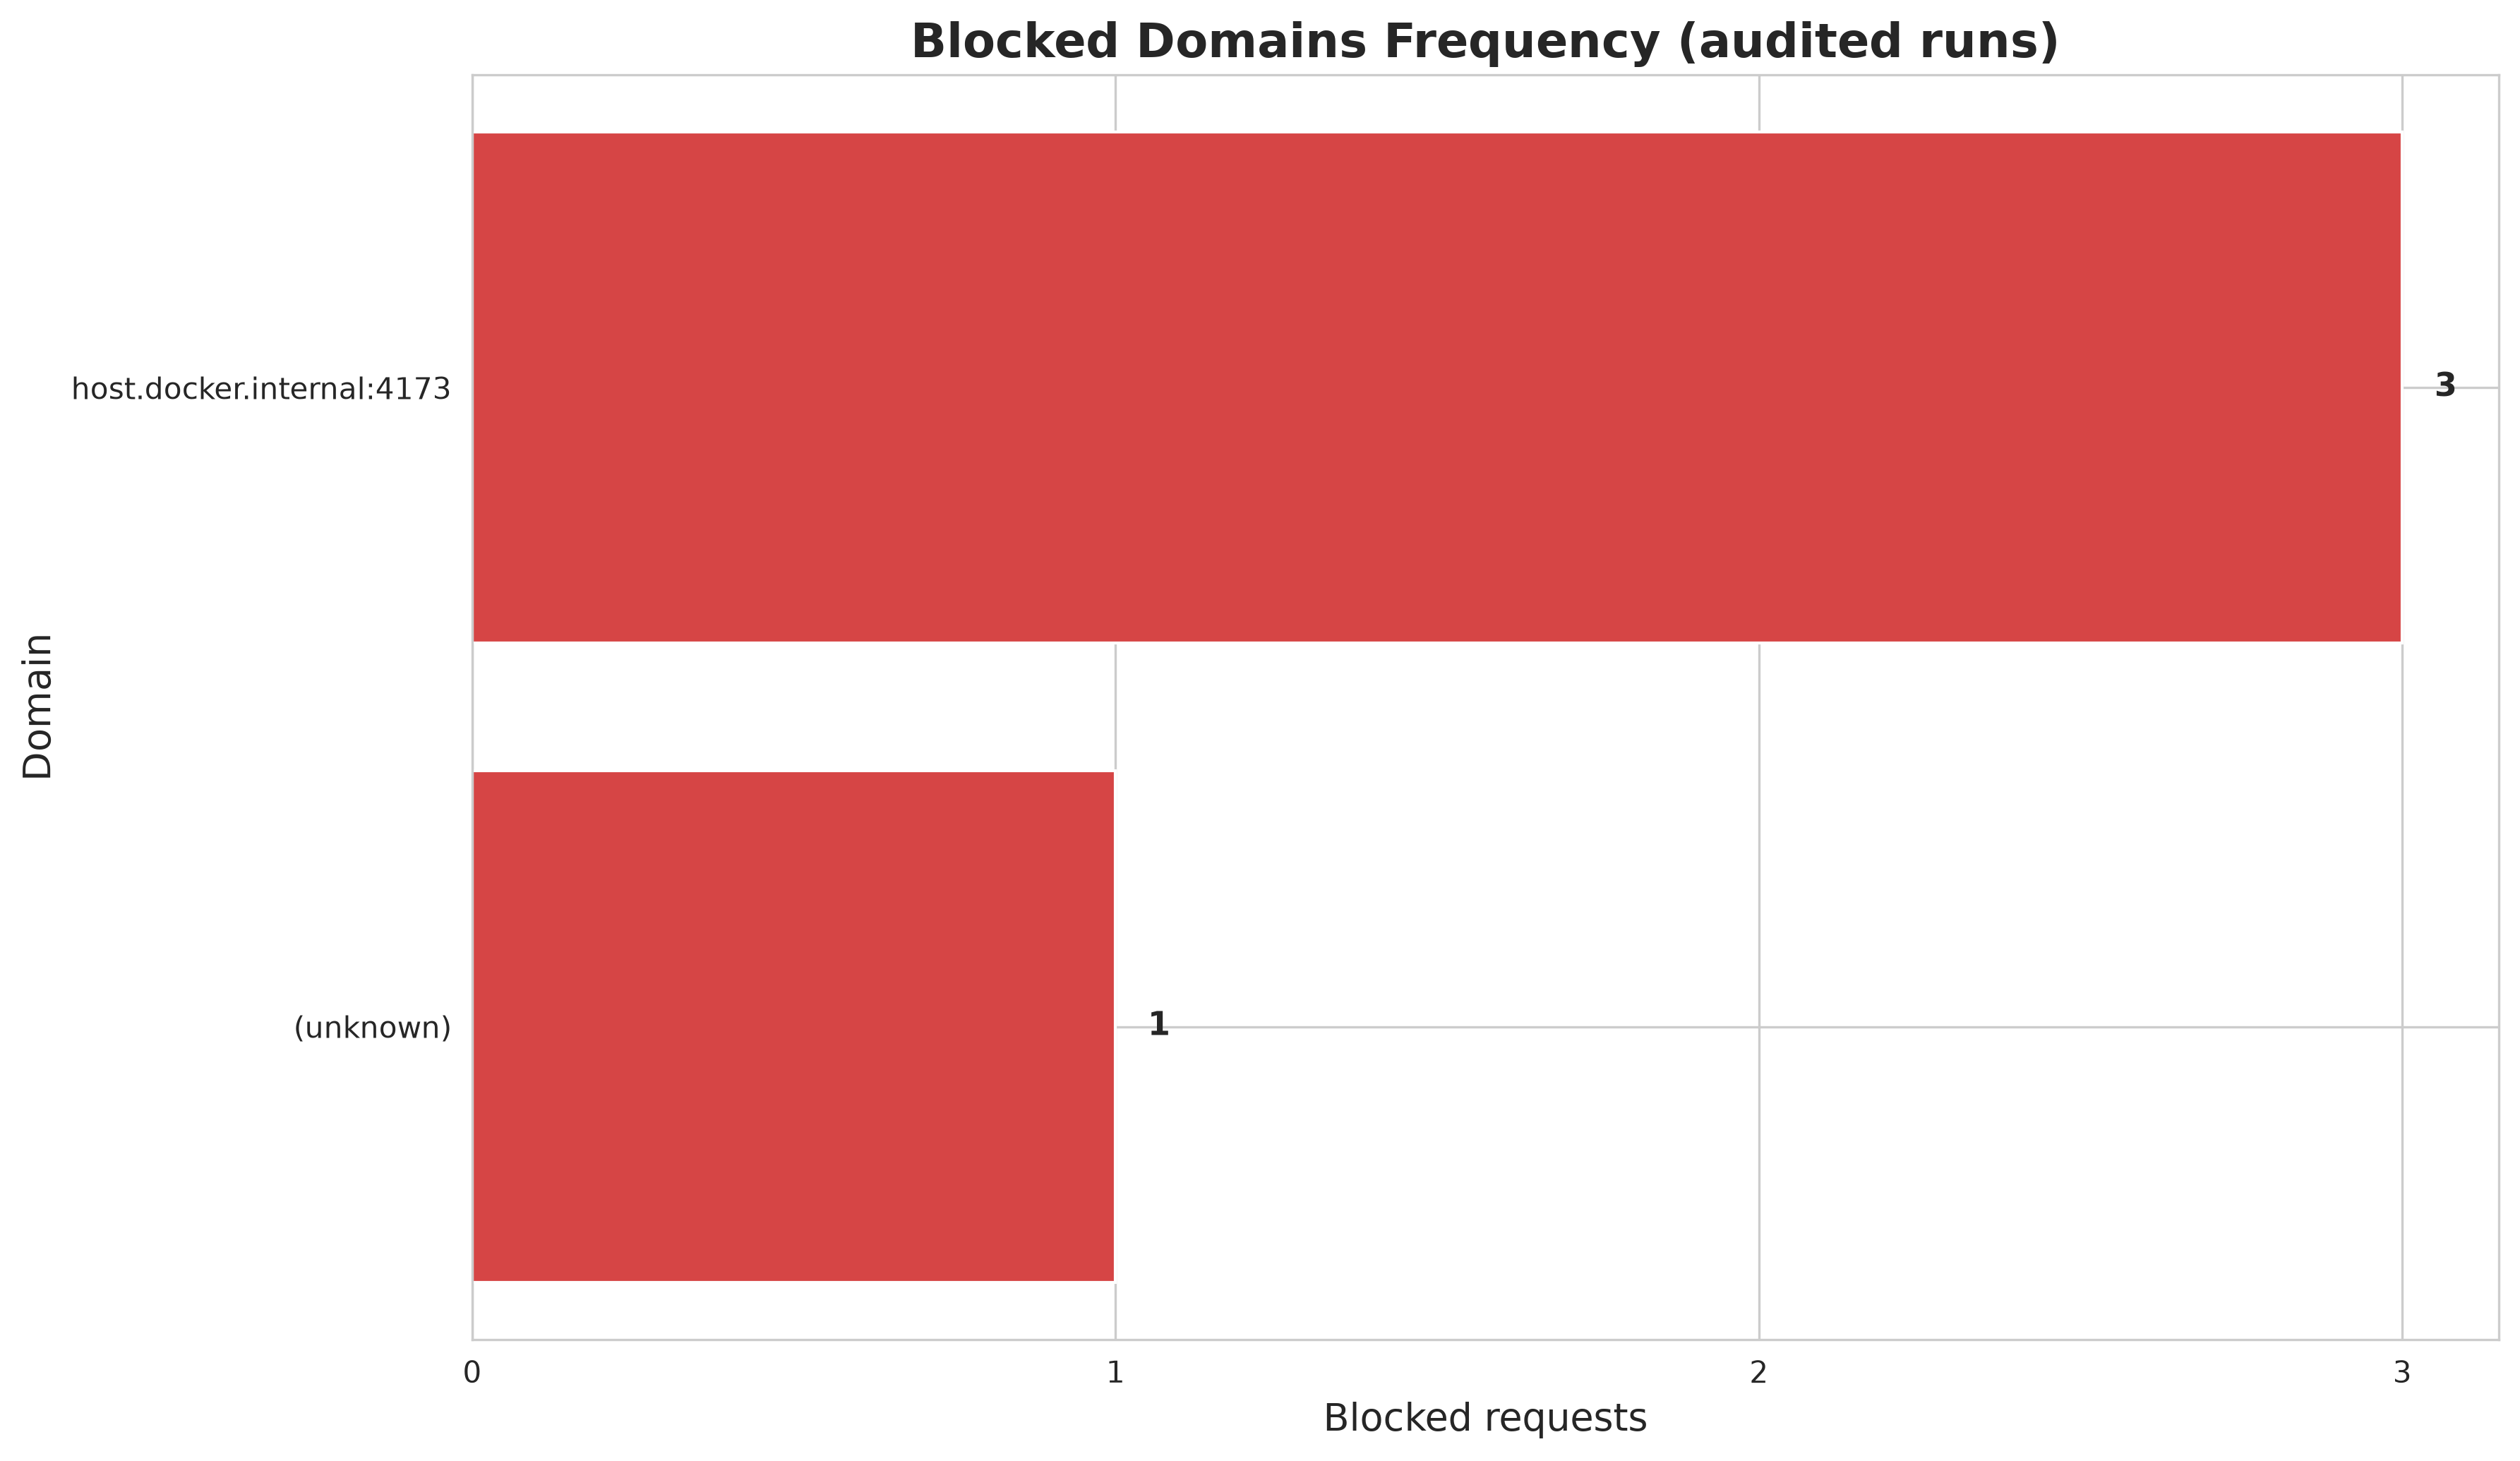 Blocked Domains Frequency (audited runs)
host.docker.internal:4173
3
Domain
(unknown)
1
0
1
2
3
Blocked requests